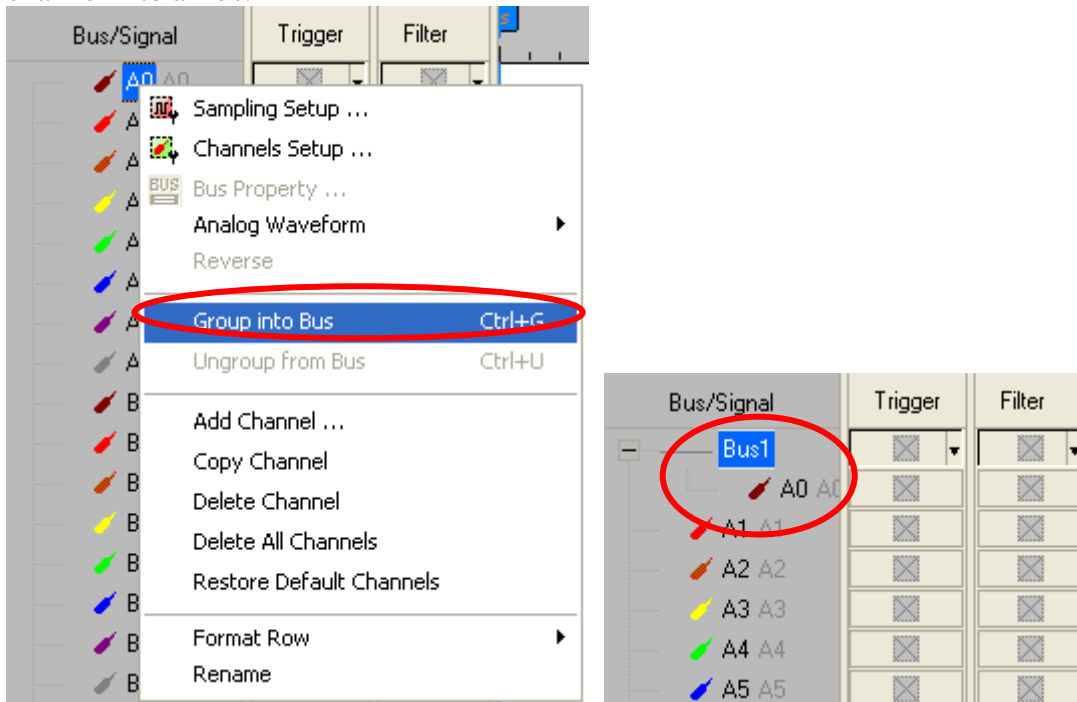 Bus/Signal Trigger Filter
A0 A0
A
Sampling Setup ...
A
Channels Setup ...
A
BUS Bus Property ...
A
Analog Waveform
A
Reverse
A
Group into Bus Ctrl+G
A
Ungroup from Bus Ctrl+U
B
Add Channel ...
B
Copy Channel
B
Delete Channel
B
Delete All Channels
B
Restore Default Channels
B
Format Row
B
Rename
B
Bus/Signal Trigger Filter
Bus1
A0 A0
A1 A1
A2 A2
A3 A3
A4 A4
A5 A5